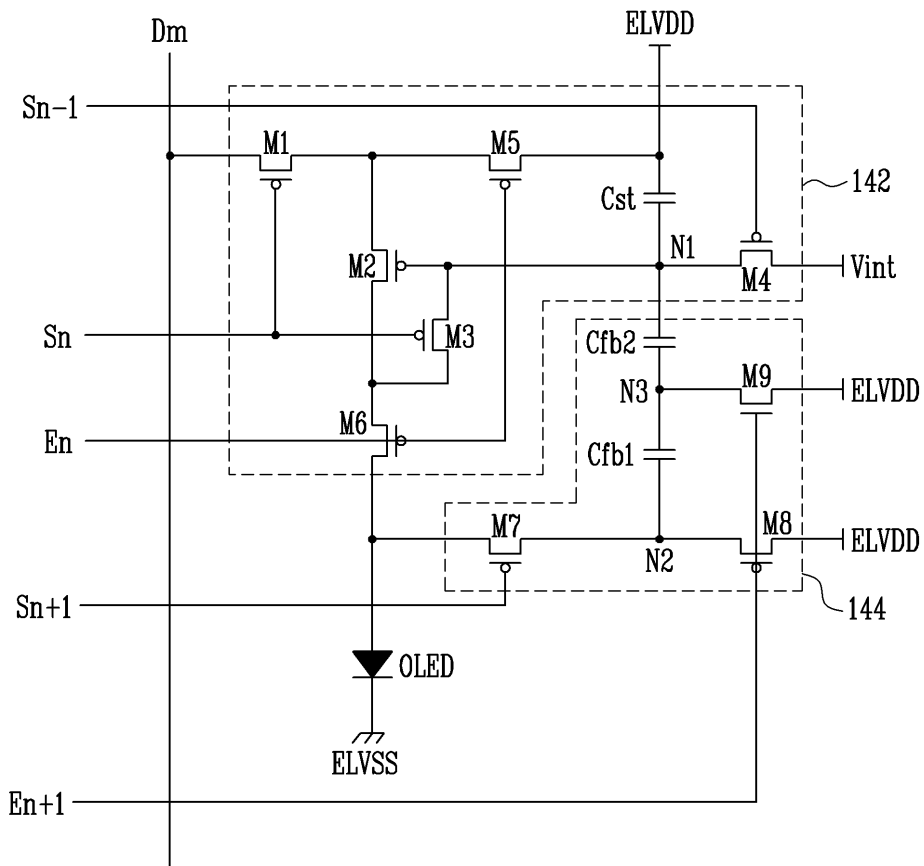 Dm
ELVDD
Sn-1
M1
M5
142
Cst
N1
M2
M4
Vint
Sn
M3
Cfb2
M9
N3
ELVDD
M6
En
Cfb1
M7
M8
N2
ELVDD
Sn+1
144
OLED
ELVSS
En+1